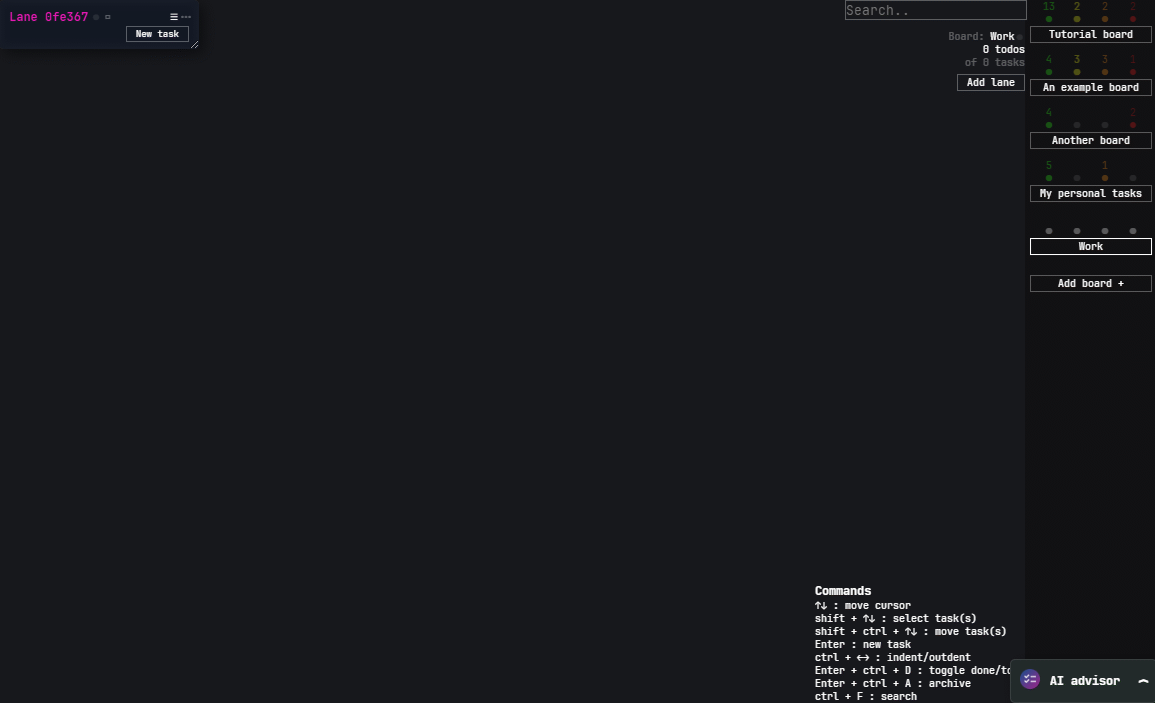 Lane 0fe367
New task
Search..
Board: Work
0 todos
of 0 tasks
Add lane
13 2 2 2
Tutorial board
4 3 3 1
An example board
4 2
Another board
5 1
My personal tasks
Work
Add board +
Commands
↑↓ : move cursor
shift + ↑↓ : select task(s)
shift + ctrl + ↑↓ : move task(s)
Enter : new task
ctrl + ↔ : indent/outdent
Enter + ctrl + D : toggle done/to
Enter + ctrl + A : archive
ctrl + F : search
AI advisor